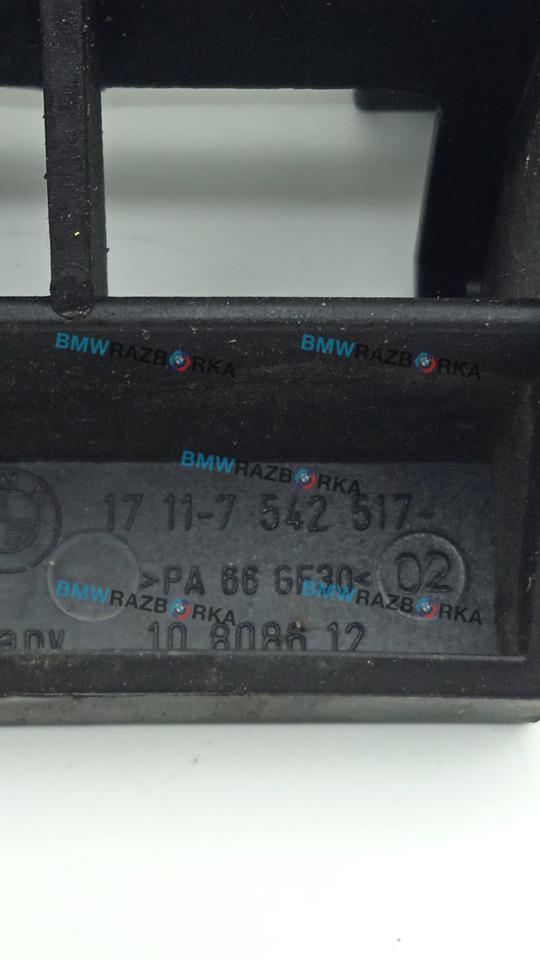 BMWRAZBORKA BMWRAZBORKA
BMWRAZBORKA
17 11-7 542 517-
>PA 66 GF30< 02
BMWRAZBORKA BMWRAZBORKA
10 8086 12